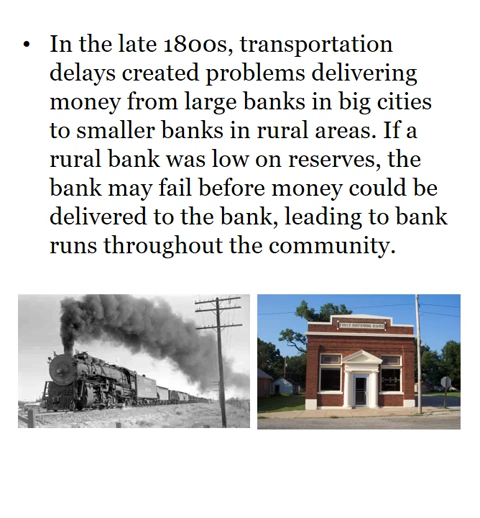 • In the late 1800s, transportation
delays created problems delivering
money from large banks in big cities
to smaller banks in rural areas. If a
rural bank was low on reserves, the
bank may fail before money could be
delivered to the bank, leading to bank
runs throughout the community.